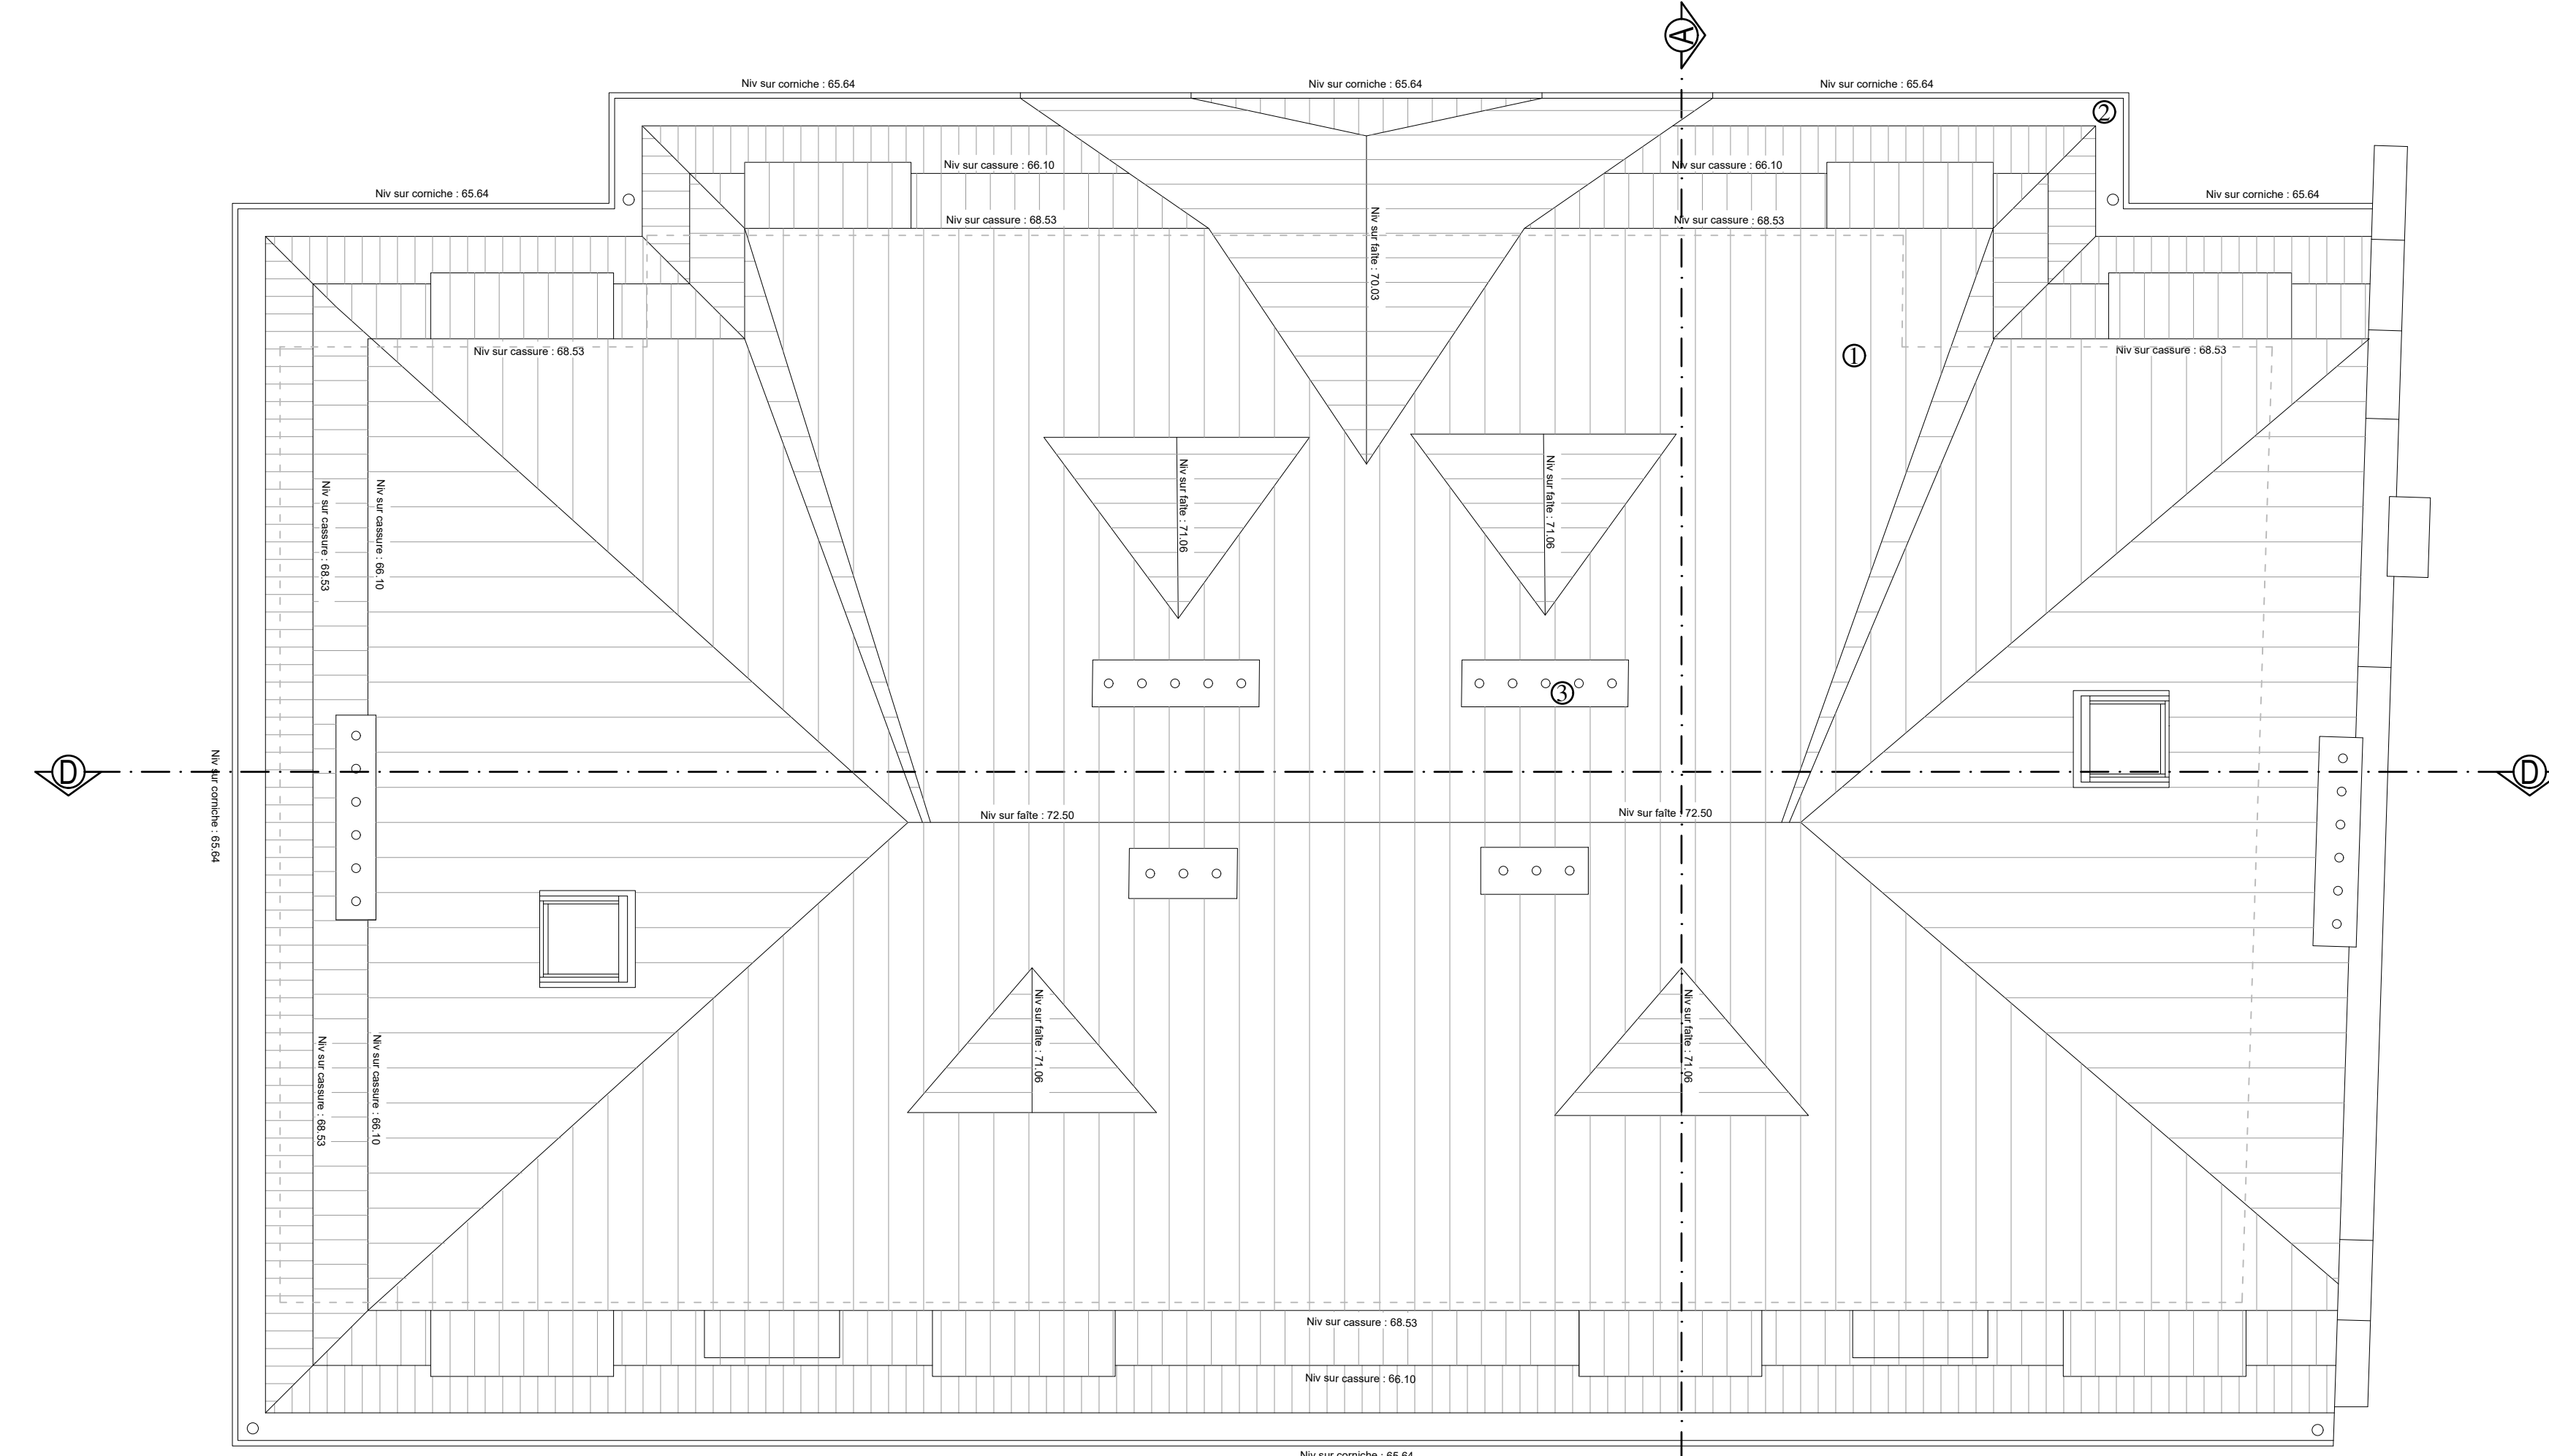 A
Niv sur corniche : 65.64
Niv sur corniche : 65.64
Niv sur corniche : 65.64
2
Niv sur cassure : 66.10
Niv sur cassure : 66.10
Niv sur corniche : 65.64
Niv sur corniche : 65.64
Niv sur cassure : 68.53
Niv sur cassure : 68.53
Niv sur faîte : 70.03
Niv sur cassure : 68.53
1
Niv sur cassure : 68.53
Niv sur cassure : 68.53
Niv sur cassure : 66.10
Niv sur faîte : 71.06
Niv sur faîte : 71.06
3
D
D
Niv sur corniche : 65.64
Niv sur faîte : 72.50
Niv sur faîte : 72.50
Niv sur faîte : 71.06
Niv sur faîte : 71.06
Niv sur cassure : 68.53
Niv sur cassure : 66.10
Niv sur cassure : 68.53
Niv sur cassure : 66.10
Niv sur corniche : 65.64